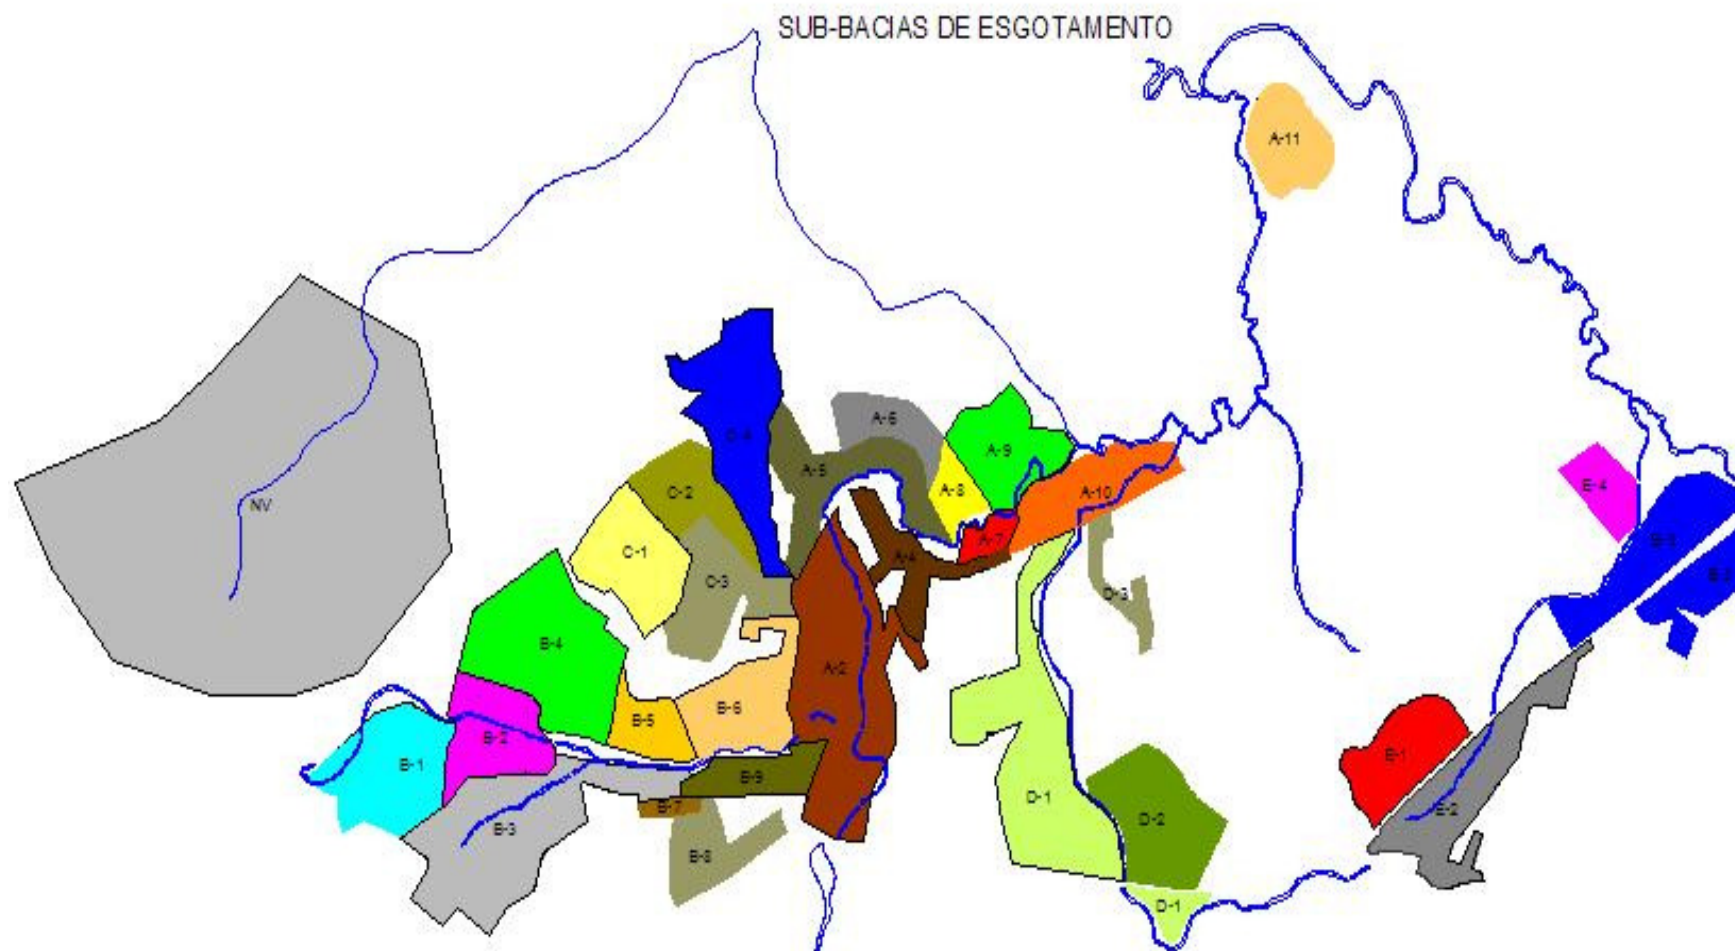 SUB-BACIAS DE ESGOTAMENTO
A-11
A-6
C-4
A-9
A-5
C-2
A-8
A-10
E-4
NV
A-7
C-1
A-4
C-3
D-3
B-4
A-2
B-6
B-5
B-2
E-1
B-1
B-9
D-1
B-7
E-2
D-2
B-3
B-8
D-1